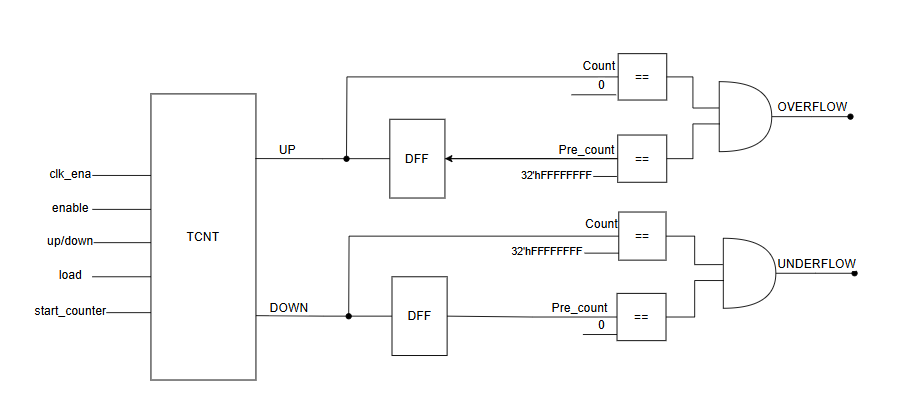 Count
==
0
OVERFLOW
UP
DFF
Pre_count
==
32'hFFFFFFFF
clk_ena
enable
up/down
load
start_counter
TCNT
Count
==
32'hFFFFFFFF
UNDERFLOW
DOWN
DFF
Pre_count
==
0